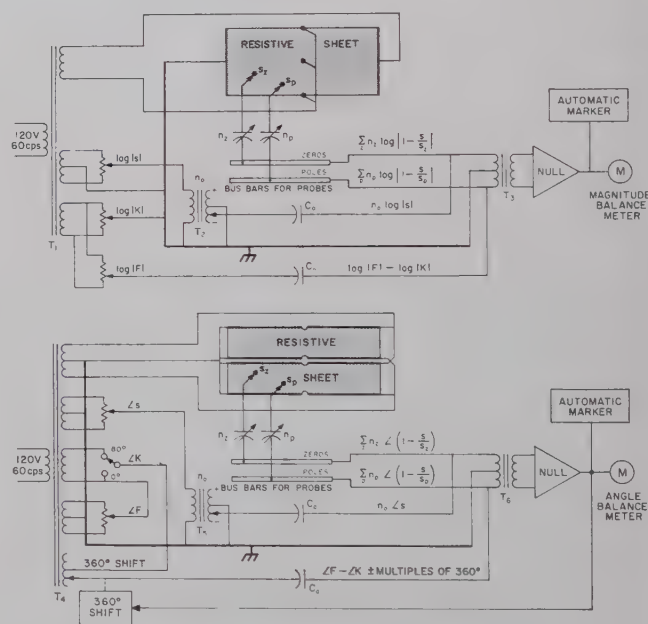 RESISTIVE SHEET
s_z
s_p
120V
60cps
n_z
n_p
log |s|
log |K|
log |F|
T_1
n_o
T_2
ZEROS
POLES
BUS BARS FOR PROBES
∑ n_z log |1 - s/s_z|
∑ n_p log |1 - s/s_p|
C_o
n_o log |s|
log |F| - log |K|
T_3
NULL
AUTOMATIC
MARKER
M
MAGNITUDE
BALANCE
METER
RESISTIVE
SHEET
s_z
s_p
120V
60cps
n_z
n_p
∠s
∠K
0°
∠F
n_o
ZEROS
POLES
BUS BARS FOR PROBES
∑ n_z ∠ (1 - s/s_z)
∑ n_p ∠ (1 - s/s_p)
C_o
n_o ∠s
360° SHIFT
∠F - ∠K ± MULTIPLES OF 360°
C_o
T_4
360°
SHIFT
T_6
NULL
AUTOMATIC
MARKER
M
ANGLE
BALANCE
METER